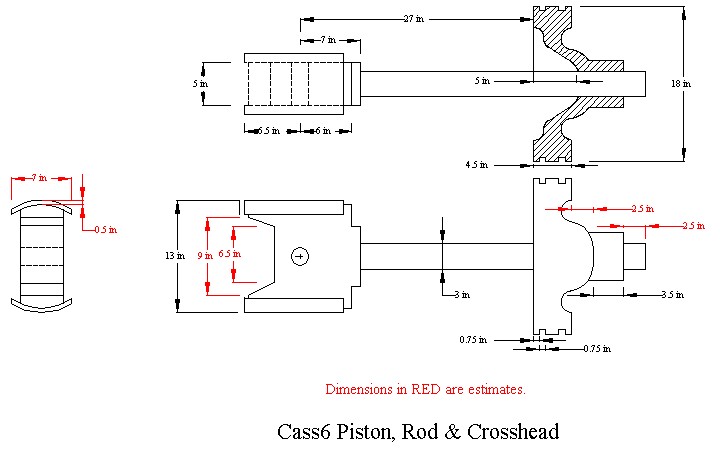 27 in
7 in
5 in
5 in
18 in
6.5 in
6 in
4.5 in
7 in
0.5 in
13 in
9 in
6.5 in
2.5 in
2.5 in
3 in
3.5 in
0.75 in
0.75 in
Dimensions in RED are estimates.
Cass6 Piston, Rod & Crosshead